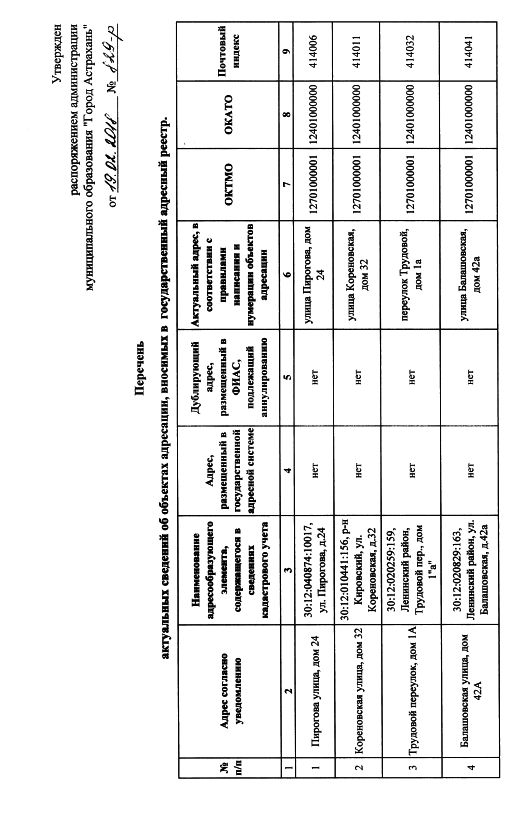 Утвержден
распоряжением администрации
муниципального образования "Город Астрахань"
от 19.02.2018 № 829-р
Перечень
актуальных сведений об объектах адресации, вносимых в государственный адресный реестр.
№ п/п
Адрес согласно уведомлению
Наименование адресообразующего элемента, содержащегося в сведениях кадастрового учета
Адрес, размещенный в государственной адресной системе
Дублирующий адрес, размещенный в ФИАС, подлежащий аннулированию
Актуальный адрес, в соответствии с правилами написания и нумерации объектов адресации
ОКТМО
ОКАТО
Почтовый индекс
1 2 3 4 5 6 7 8 9
1 Пирогова улица, дом 24 30:12:040874:10017, ул. Пирогова, д.24 нет нет улица Пирогова, дом 24 12701000001 12401000000 414006
2 Кореновская улица, дом 32 30:12:010441:156, р-н Кировский, ул. Кореновская, д.32 нет нет улица Кореновская, дом 32 12701000001 12401000000 414011
3 Трудовой переулок, дом 1А 30:12:020259:159, Ленинский район, Трудовой пер., дом 1"а" нет нет переулок Трудовой, дом 1а 12701000001 12401000000 414032
4 Балашовская улица, дом 42А 30:12:020829:163, Ленинский район, ул. Балашовская, д.42а нет нет улица Балашовская, дом 42а 12701000001 12401000000 414041